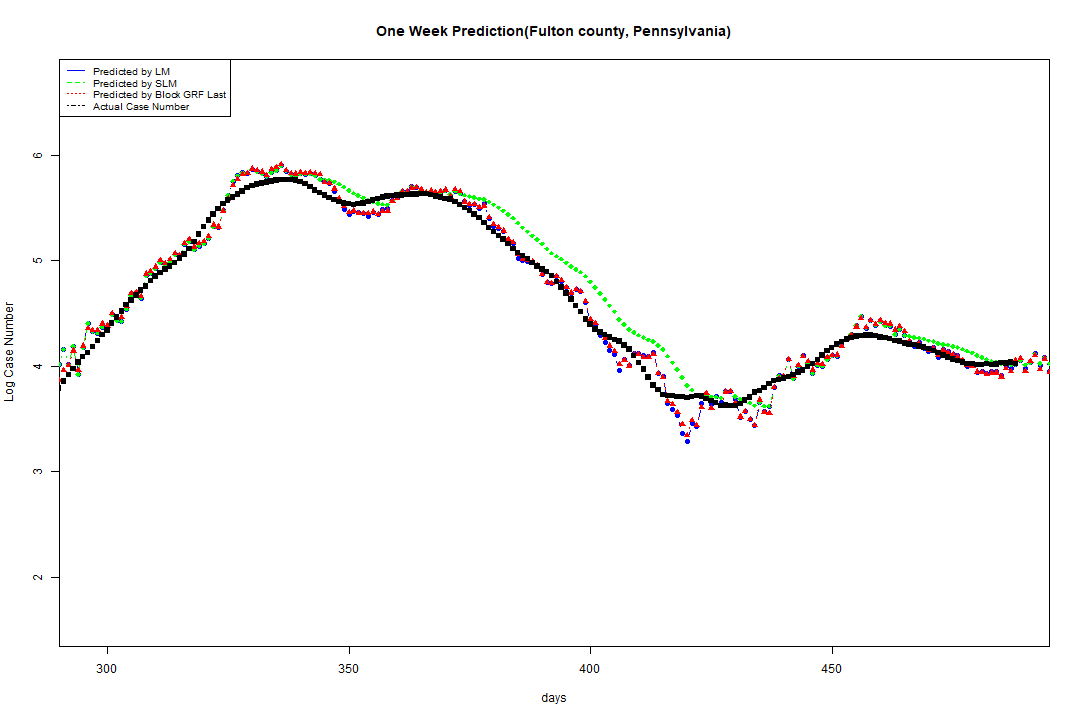 One Week Prediction(Fulton county, Pennsylvania)
Predicted by LM
Predicted by SLM
Predicted by Block GRF Last
Actual Case Number
6
5
4
3
2
Log Case Number
300 350 400 450
days